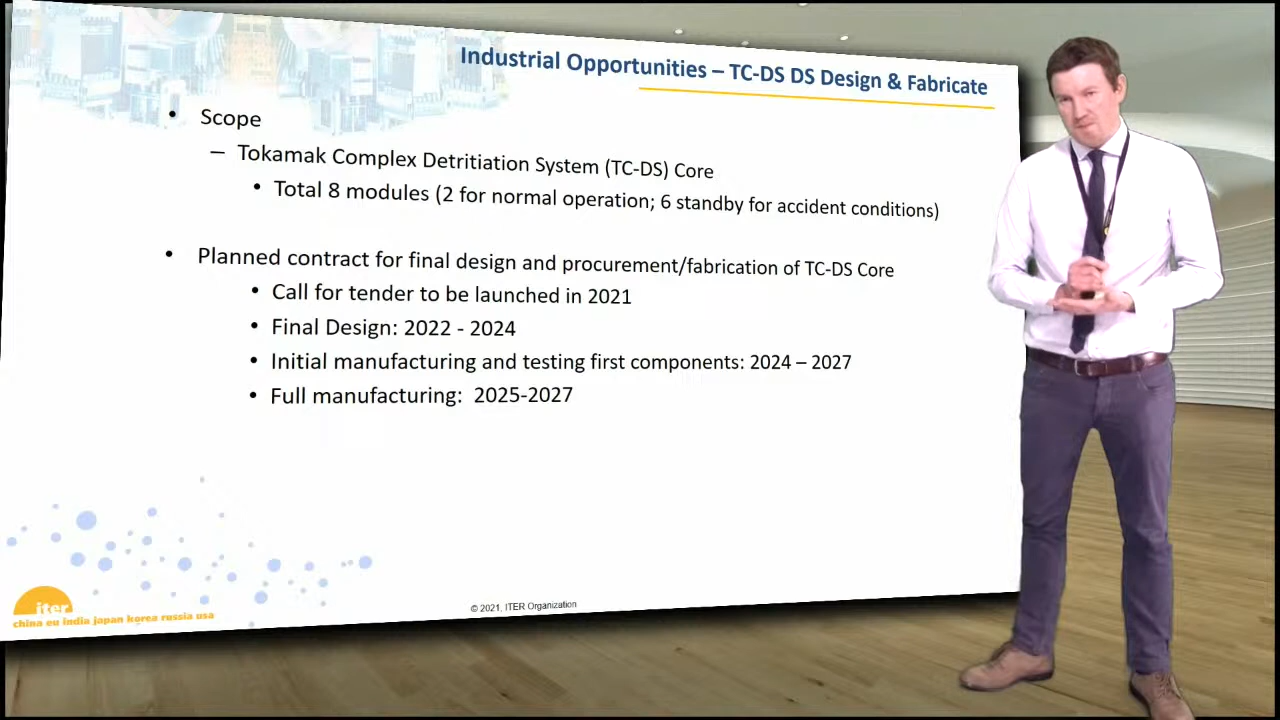 Industrial Opportunities – TC-DS DS Design & Fabricate
• Scope
– Tokamak Complex Detritiation System (TC-DS) Core
• Total 8 modules (2 for normal operation; 6 standby for accident conditions)
• Planned contract for final design and procurement/fabrication of TC-DS Core
• Call for tender to be launched in 2021
• Final Design: 2022 - 2024
• Initial manufacturing and testing first components: 2024 – 2027
• Full manufacturing: 2025-2027
iter
china eu india japan korea russia usa
© 2021, ITER Organization